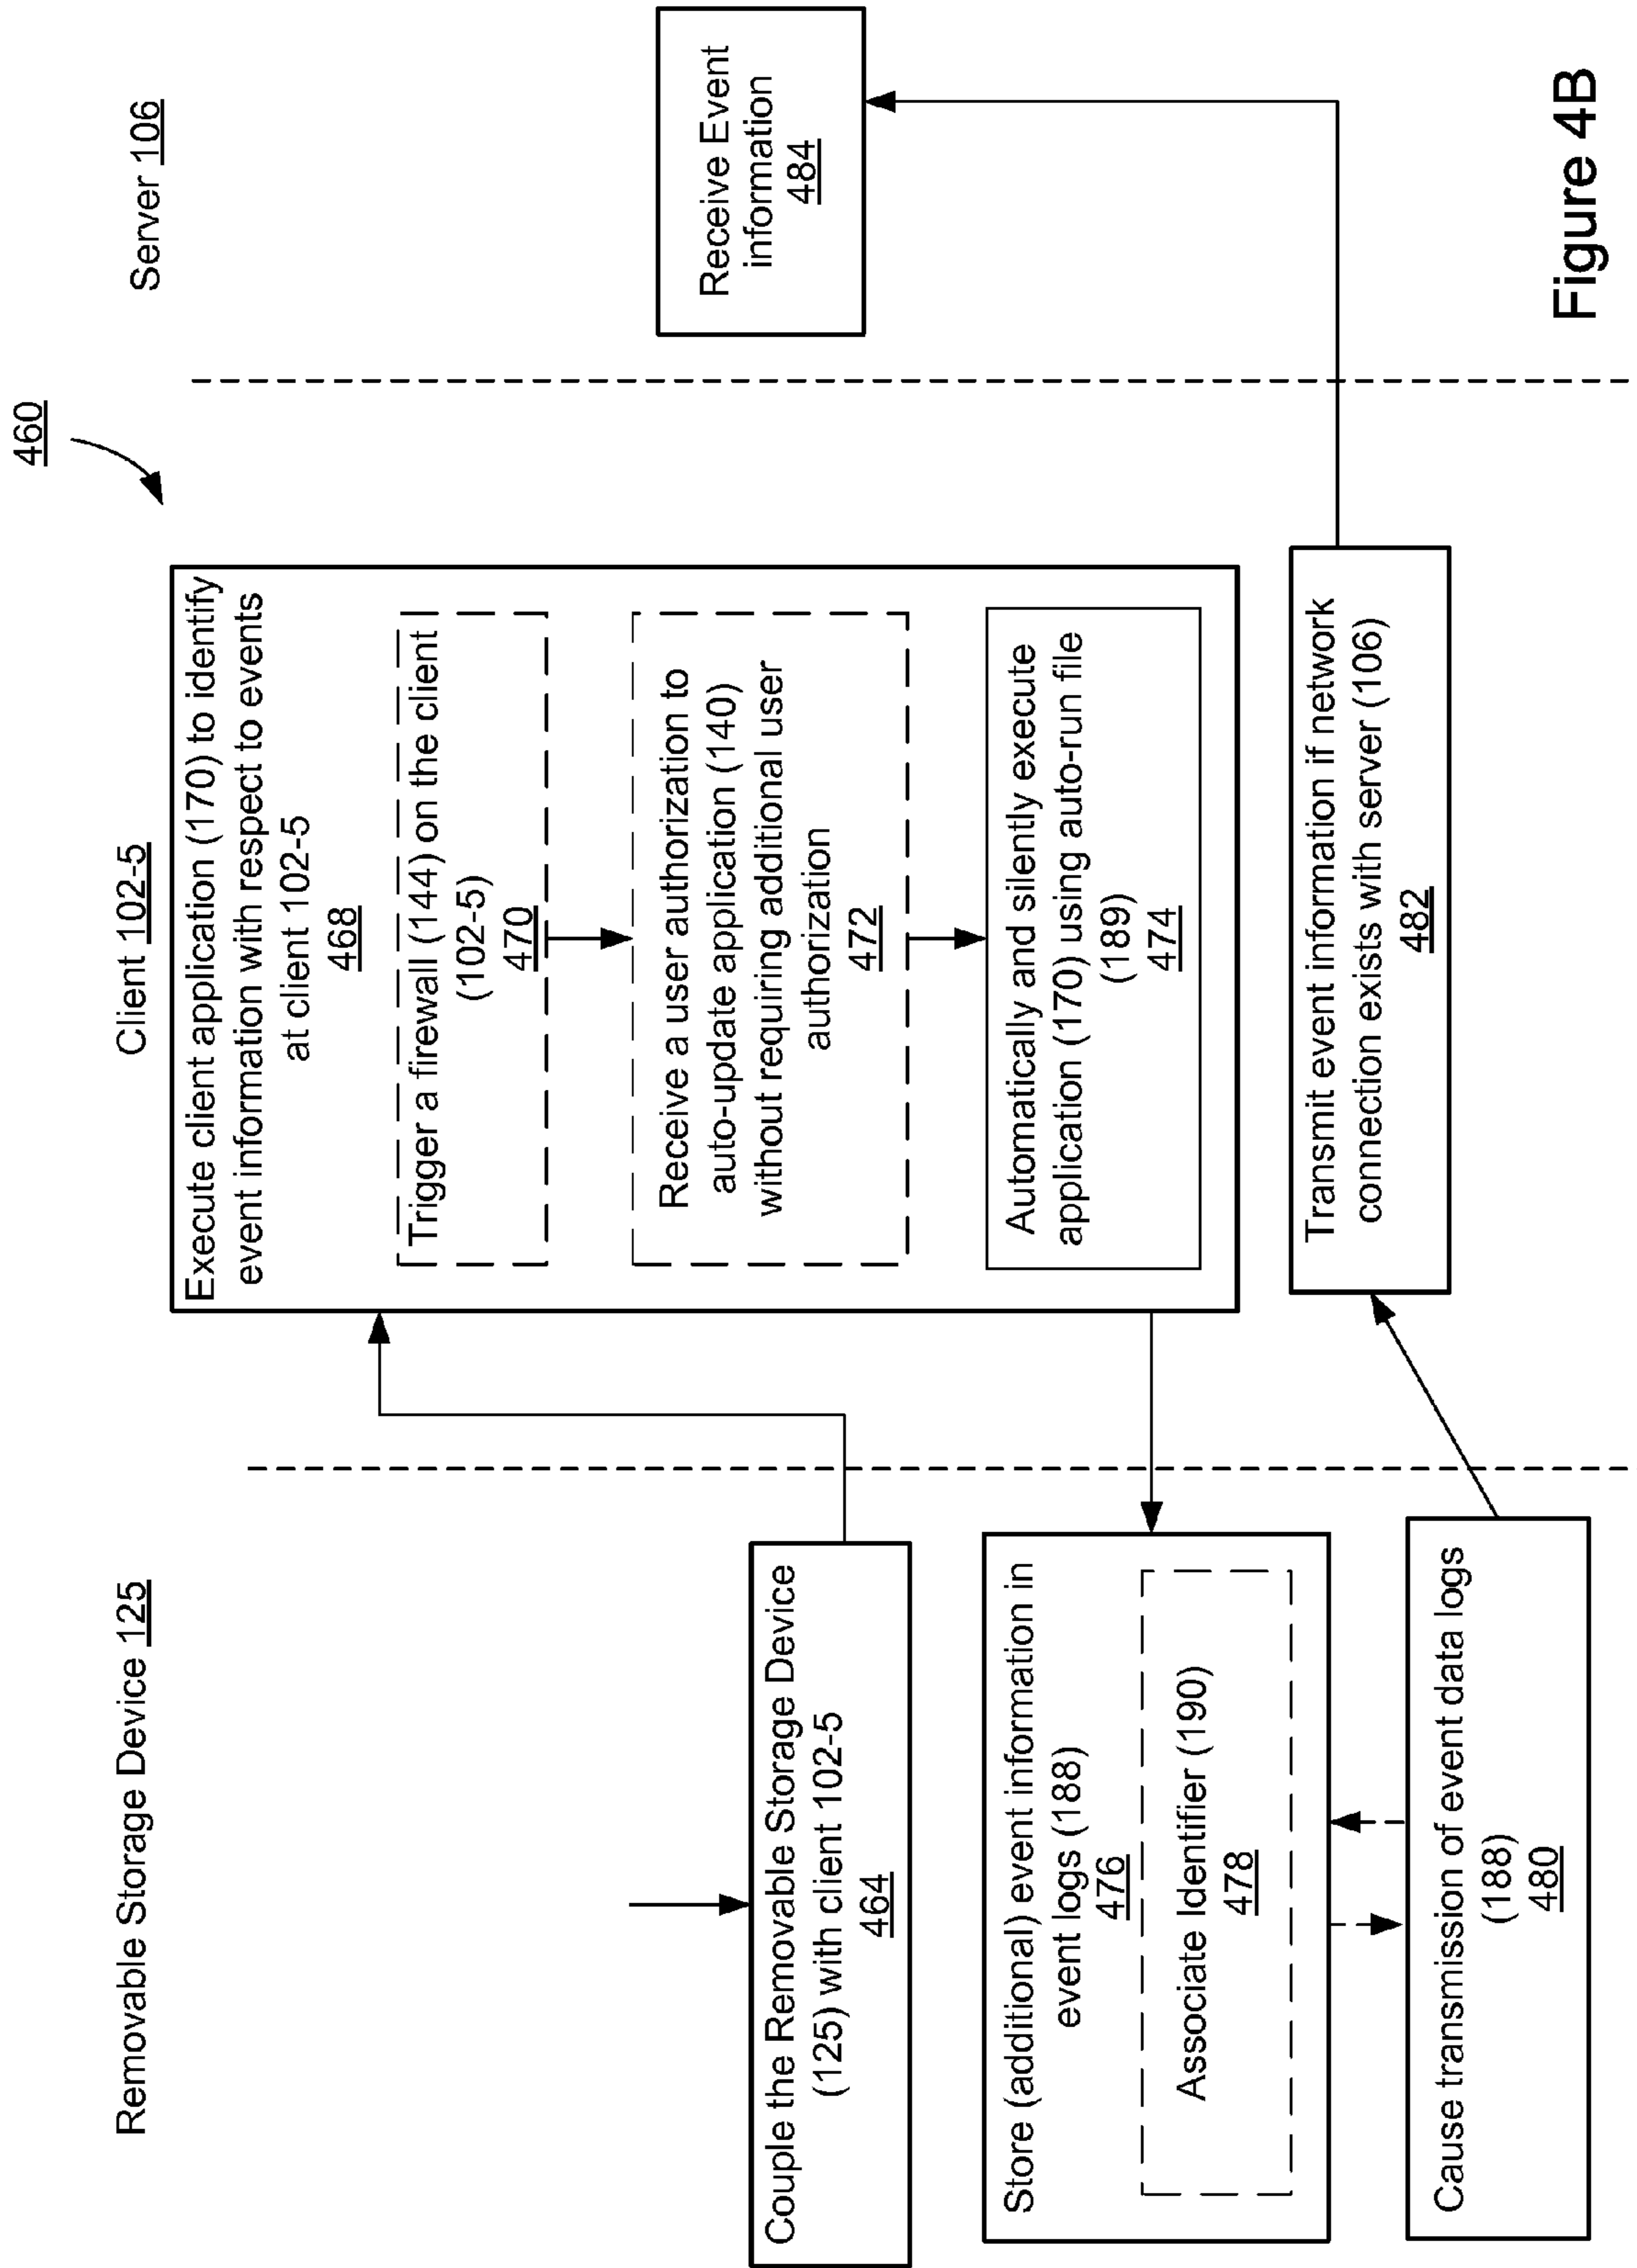 460
Removable Storage Device 125
Client 102-5
Server 106
Couple the Removable Storage Device
(125) with client 102-5
464
Execute client application (170) to identify
event information with respect to events
at client 102-5
468
Trigger a firewall (144) on the client
(102-5)
470
Receive a user authorization to
auto-update application (140)
without requiring additional user
authorization
472
Automatically and silently execute
application (170) using auto-run file
(189)
474
Store (additional) event information in
event logs (188)
476
Associate Identifier (190)
478
Cause transmission of event data logs
(188)
480
Transmit event information if network
connection exists with server (106)
482
Receive Event
information
484
Figure 4B